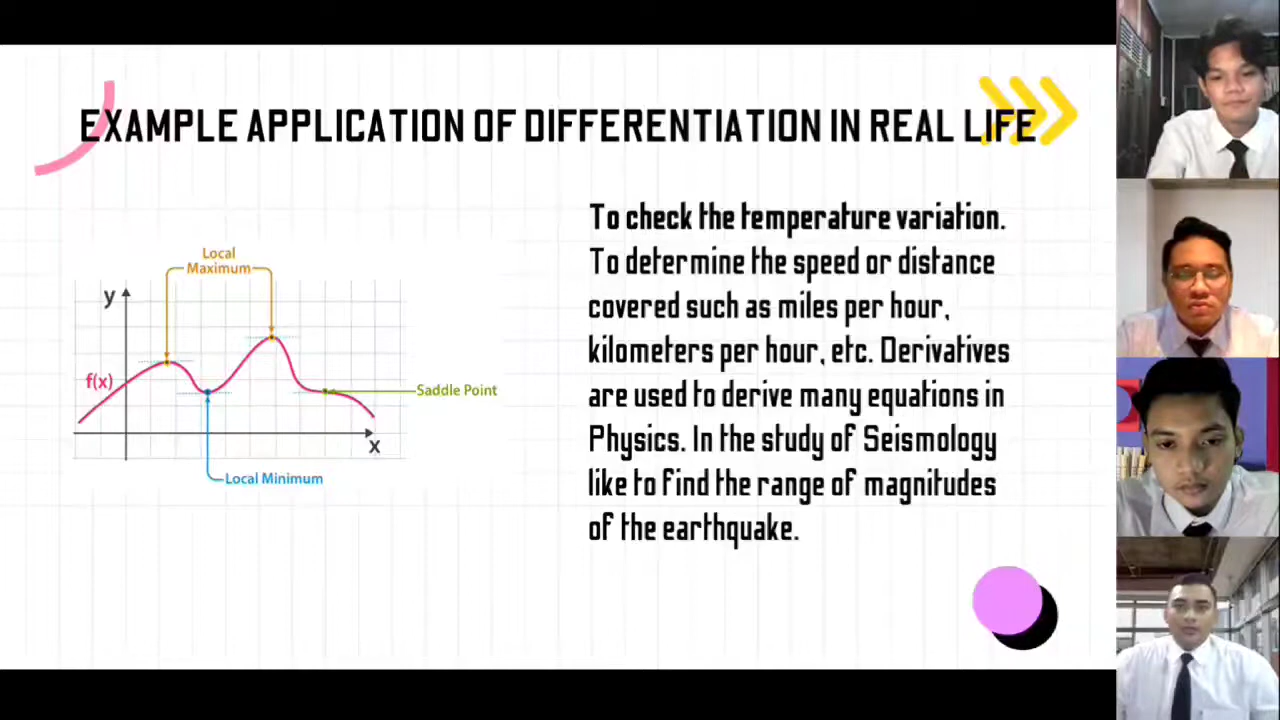 EXAMPLE APPLICATION OF DIFFERENTIATION IN REAL LIFE
Local
Maximum
y
f(x)
Saddle Point
x
Local Minimum
To check the temperature variation.
To determine the speed or distance
covered such as miles per hour,
kilometers per hour, etc. Derivatives
are used to derive many equations in
Physics. In the study of Seismology
like to find the range of magnitudes
of the earthquake.